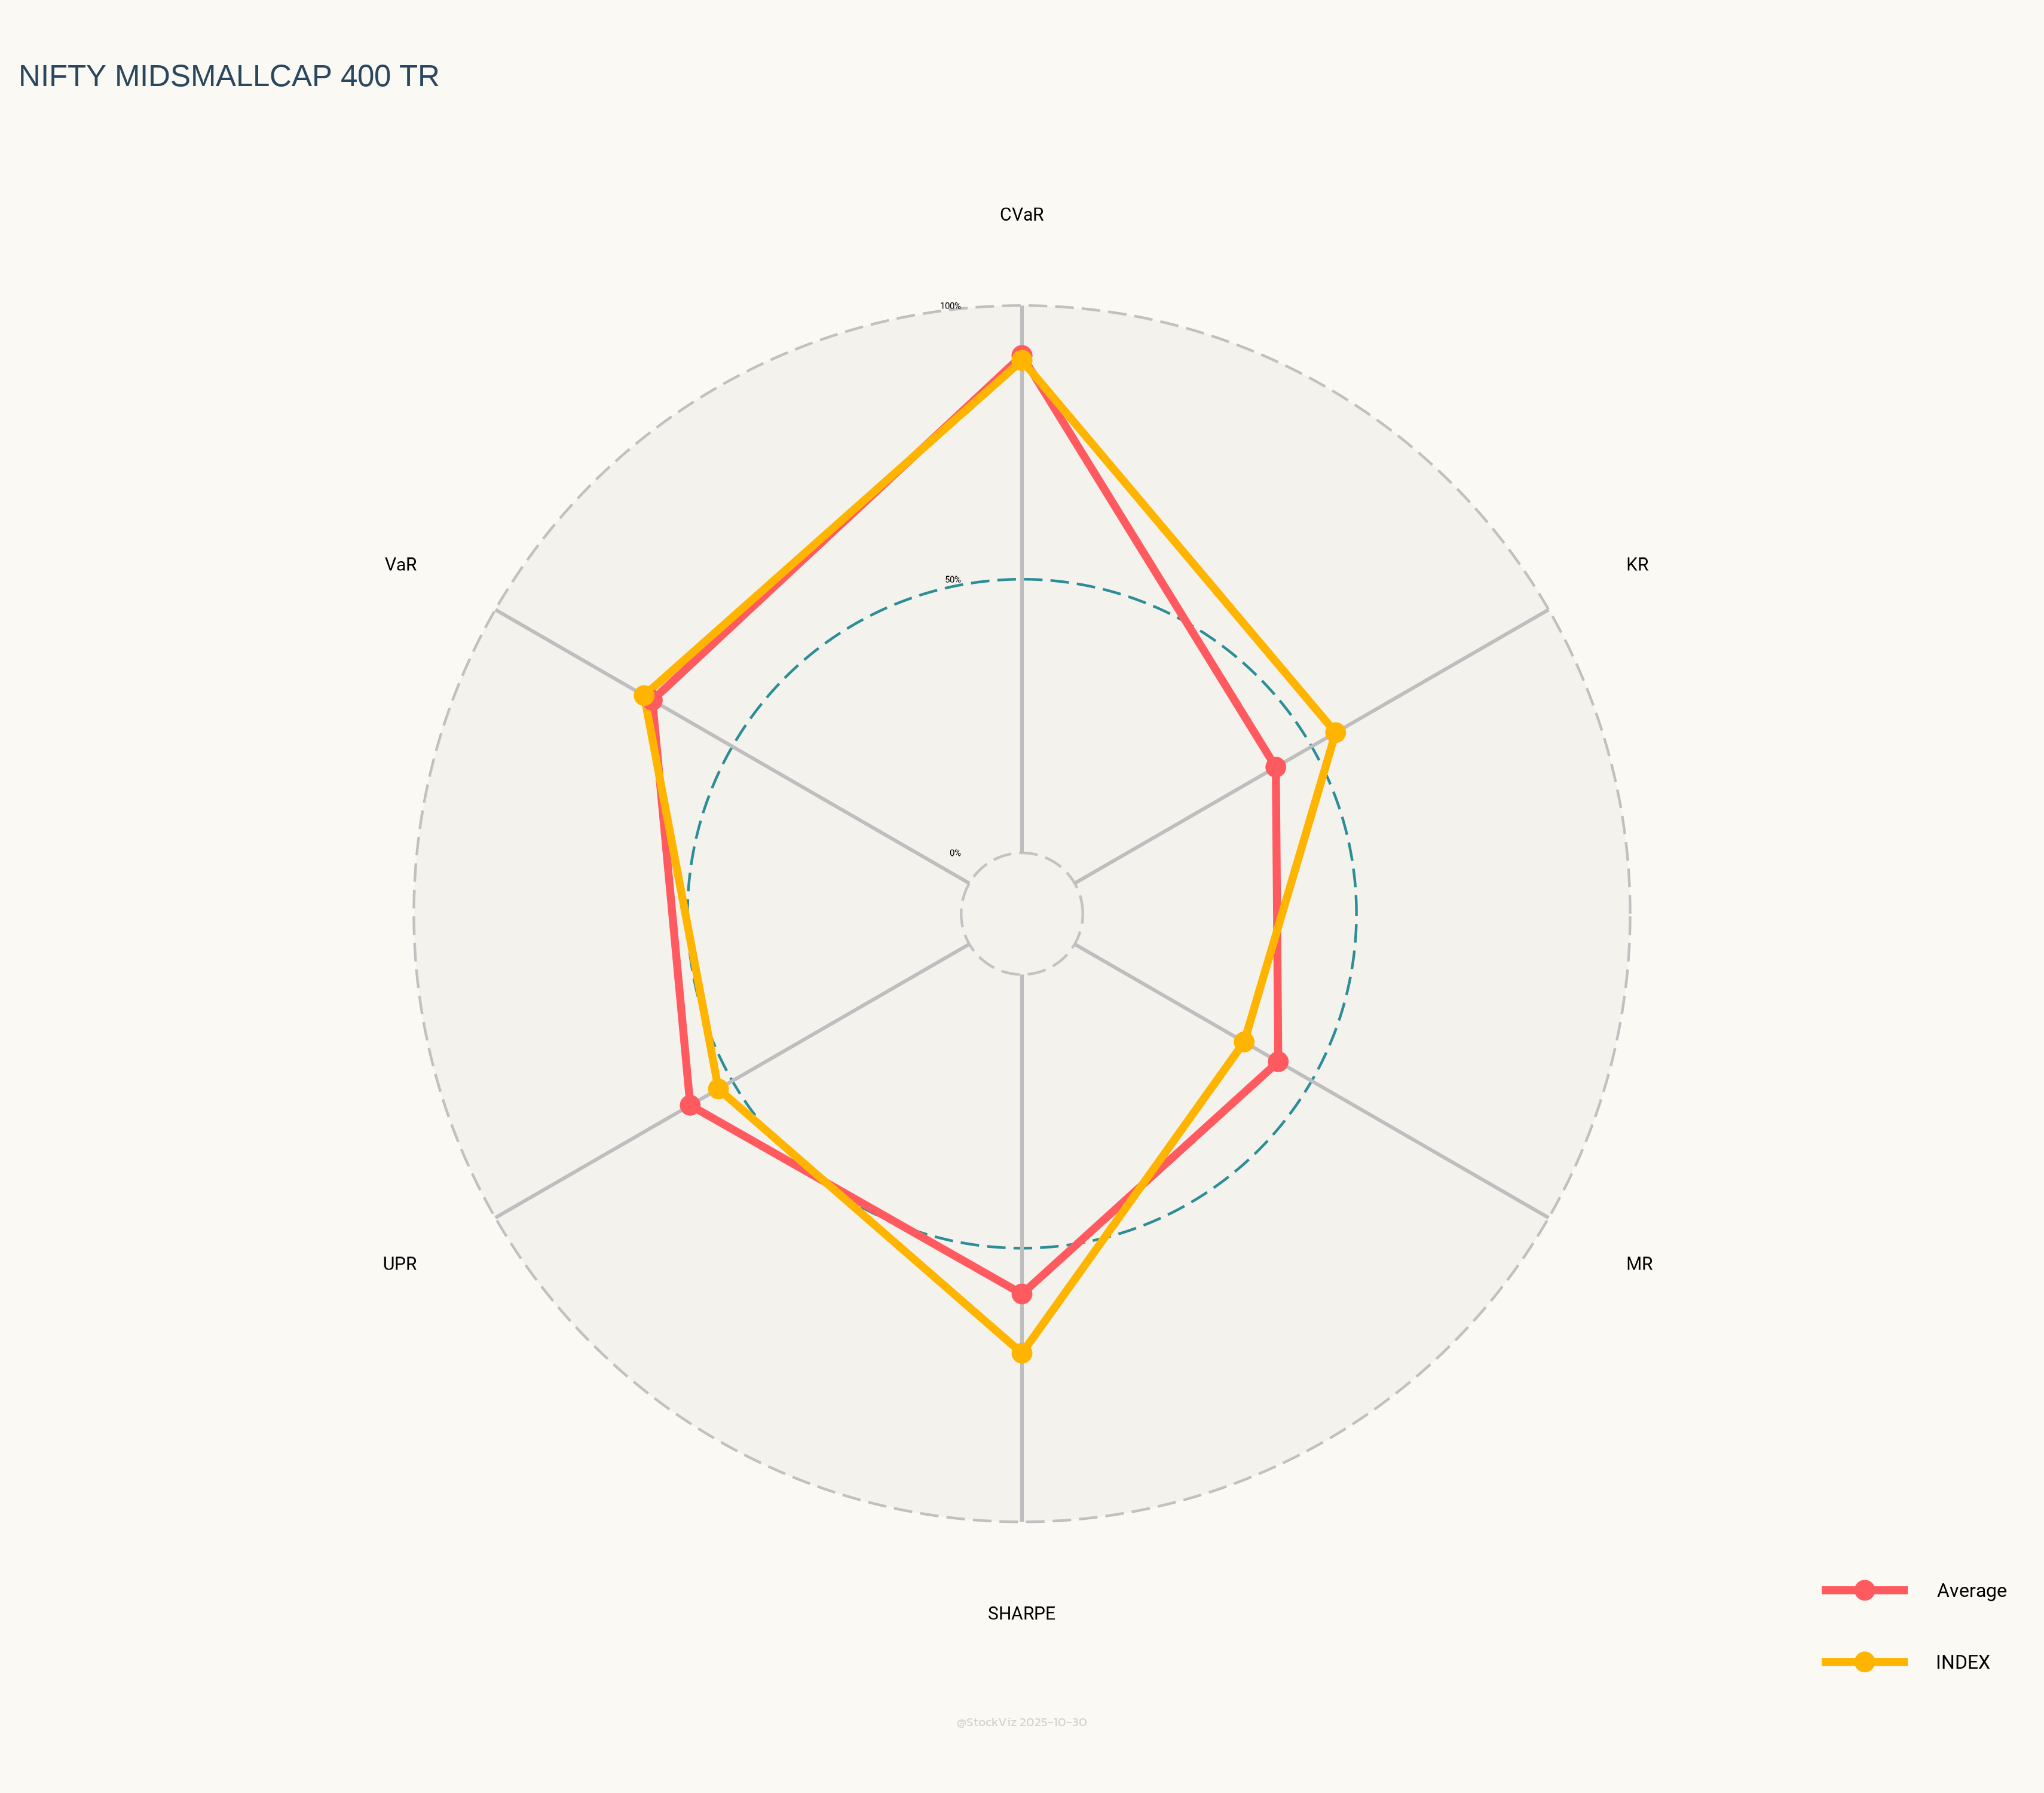 NIFTY MIDSMALLCAP 400 TR
CVaR
100%
VaR
KR
50%
0%
UPR
MR
SHARPE
Average
INDEX
@StockViz 2025-10-30